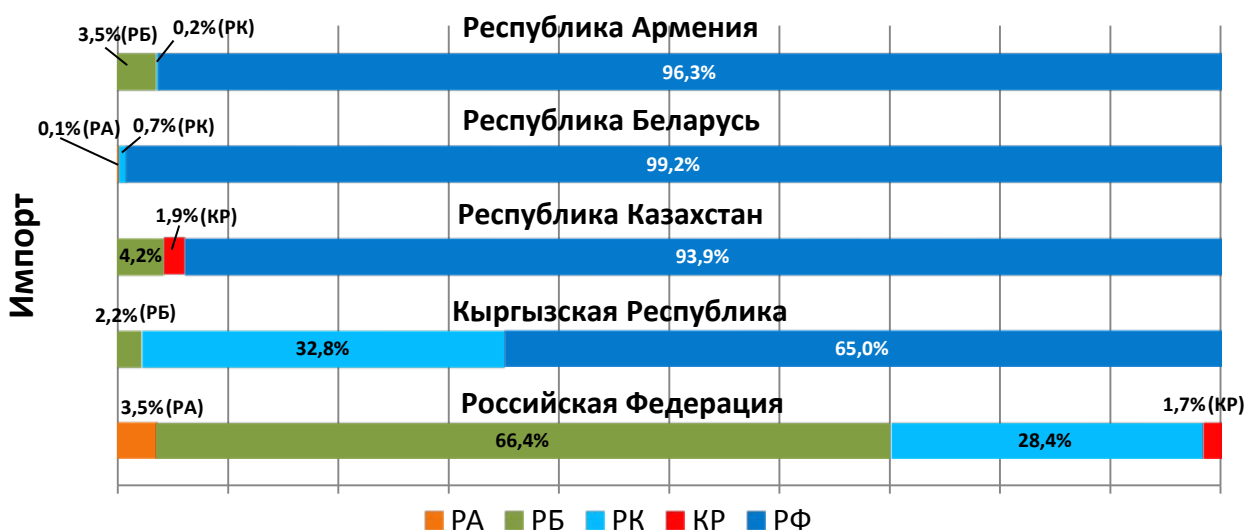 Импорт
Республика Армения
3,5%(РБ)
0,2%(РК)
96,3%
Республика Беларусь
0,1%(РА)
0,7%(РК)
99,2%
Республика Казахстан
1,9%(КР)
4,2%
93,9%
Кыргызская Республика
2,2%(РБ)
32,8%
65,0%
Российская Федерация
3,5%(РА)
1,7%(КР)
66,4%
28,4%
РА РБ РК КР РФ